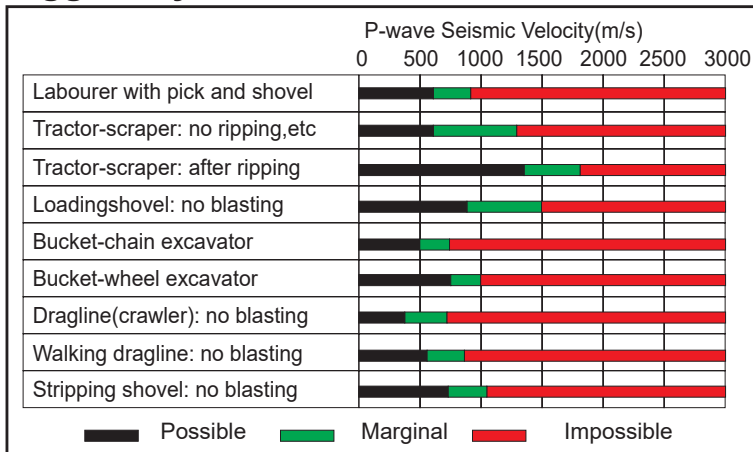 P-wave Seismic Velocity(m/s)
0 500 1000 1500 2000 2500 3000
Labourer with pick and shovel
Tractor-scraper: no ripping,etc
Tractor-scraper: after ripping
Loadingshovel: no blasting
Bucket-chain excavator
Bucket-wheel excavator
Dragline(crawler): no blasting
Walking dragline: no blasting
Stripping shovel: no blasting
Possible Marginal Impossible